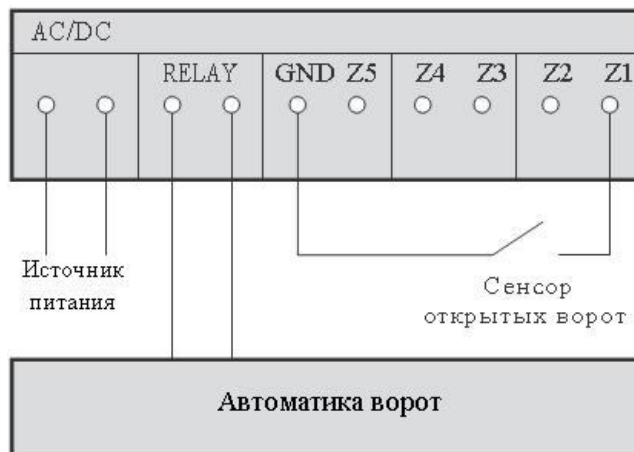 AC/DC
RELAY GND Z5 Z4 Z3 Z2 Z1
Источник
питания
Сенсор
открытых ворот
Автоматика ворот